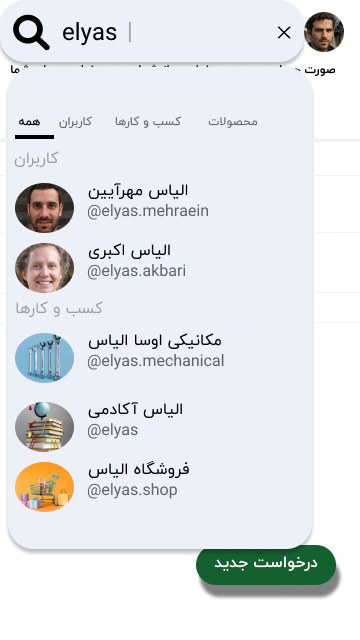 elyas
صورت
همه
کاربران
کسب و کارها
محصولات
کاربران
الیاس مهرآیین
@elyas.mehraein
الیاس اکبری
@elyas.akbari
کسب و کارها
مکانیکی اوسا الیاس
@elyas.mechanical
الیاس آکادمی
@elyas
فروشگاه الیاس
@elyas.shop
درخواست جدید